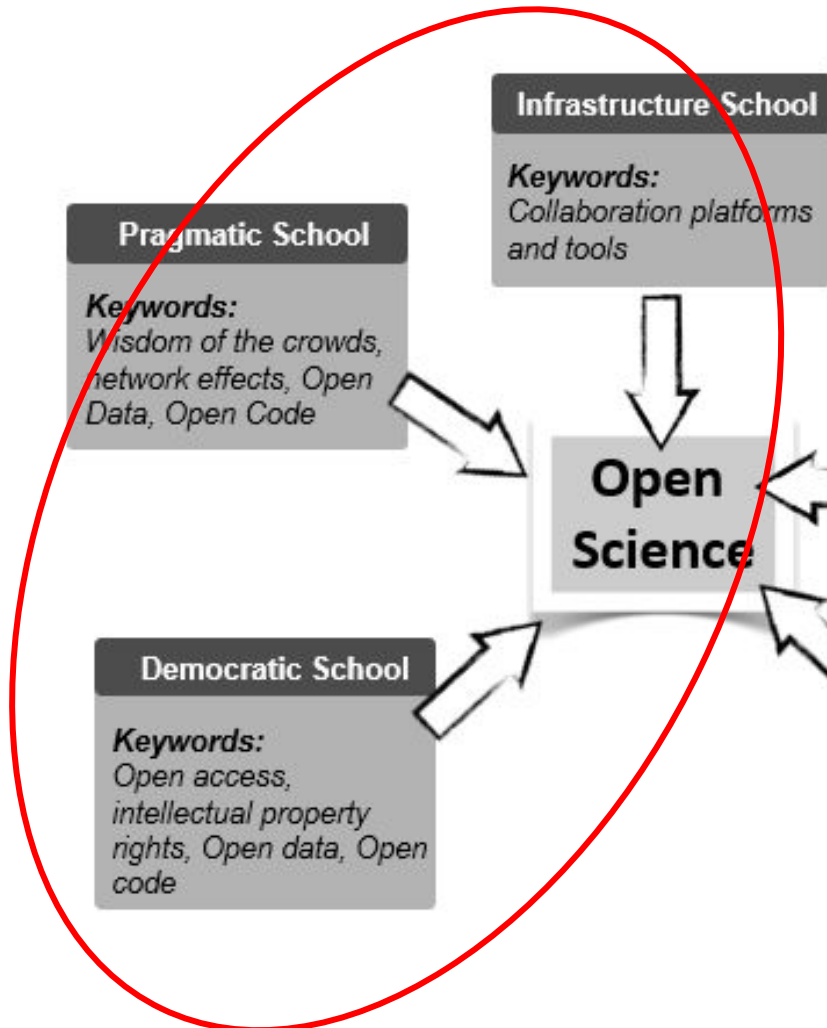 Infrastructure School
Keywords:
Collaboration platforms
and tools
Pragmatic School
Keywords:
Wisdom of the crowds,
network effects, Open
Data, Open Code
Open
Science
Democratic School
Keywords:
Open access,
intellectual property
rights, Open data, Open
code